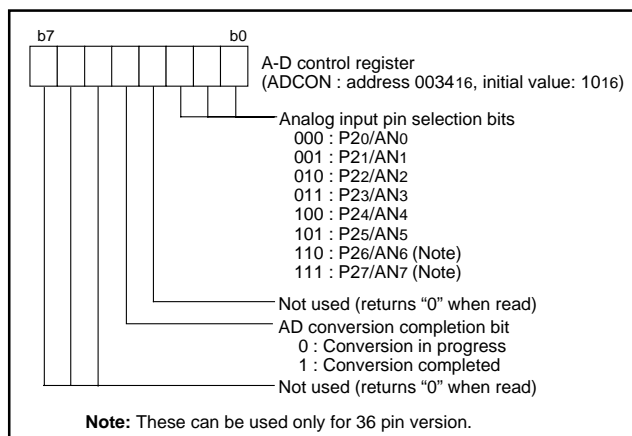 b7 b0
A-D control register
(ADCON : address 003416, initial value: 1016)
Analog input pin selection bits
000 : P20/AN0
001 : P21/AN1
010 : P22/AN2
011 : P23/AN3
100 : P24/AN4
101 : P25/AN5
110 : P26/AN6 (Note)
111 : P27/AN7 (Note)
Not used (returns “0” when read)
AD conversion completion bit
0 : Conversion in progress
1 : Conversion completed
Not used (returns “0” when read)
Note: These can be used only for 36 pin version.